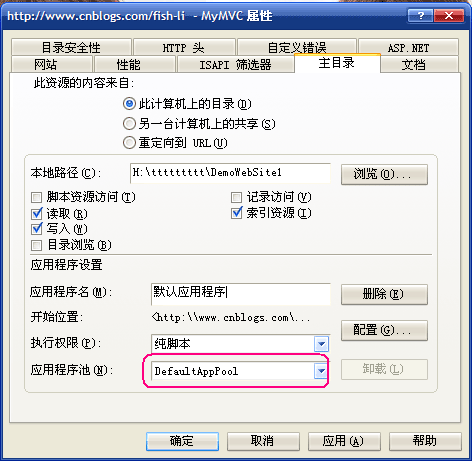 http://www.cnblogs.com/fish-li - MyMVC 属性
目录安全性 HTTP 头 自定义错误 ASP.NET
网站 性能 ISAPI 筛选器 主目录 文档
此资源的内容来自:
此计算机上的目录(D)
另一台计算机上的共享(S)
重定向到 URL(U)
本地路径(C): H:\ttttttttt\DemoWebSite1 浏览(O)...
脚本资源访问(T) 记录访问(V)
读取(R) 索引资源(I)
写入(W)
目录浏览(B)
应用程序设置
应用程序名(M): 默认应用程序 删除(E)
开始位置: <http:\\www.cnblogs.com\...
配置(G)...
执行权限(P): 纯脚本
应用程序池(N): DefaultAppPool 卸载(L)
确定 取消 应用(A) 帮助